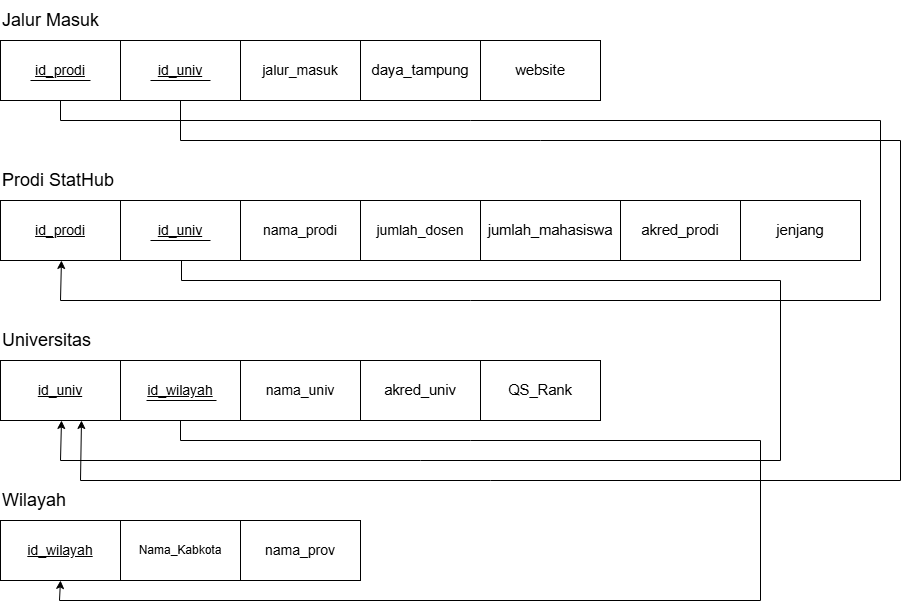 Jalur Masuk
id_prodi id_univ jalur_masuk daya_tampung website
Prodi StatHub
id_prodi id_univ nama_prodi jumlah_dosen jumlah_mahasiswa akred_prodi jenjang
Universitas
id_univ id_wilayah nama_univ akred_univ QS_Rank
Wilayah
id_wilayah Nama_Kabkota nama_prov